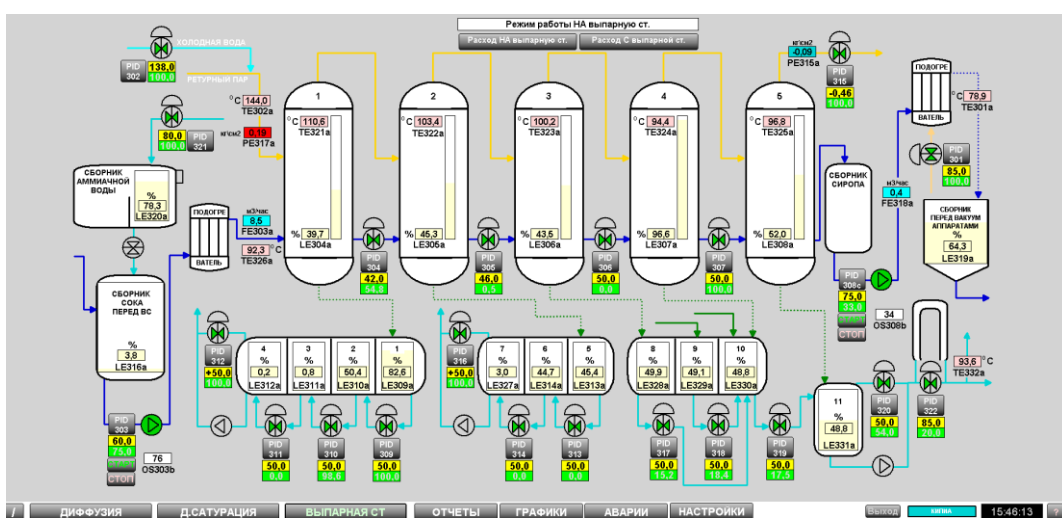 Режим работы НА выпарную ст.
Расход НА выпарную ст.
Расход С выпарной ст.
ХОЛОДНАЯ ВОДА
PID
302
138,0
100,0
РЕТУРНЫЙ ПАР
°С 144,0
TE302a
кг\см2 0,19
PE317a
80,0
100,0
PID
321
СБОРНИК
АММИАЧНОЙ
ВОДЫ
%
78,3
LE320a
ПОДОГРЕ
ВАТЕЛЬ
м3/час
8,5
FE303a
92,3 °С
TE326a
СБОРНИК
СОКА
ПЕРЕД ВС
%
3,8
LE316a
PID
303
60,0
75,0
СТОП
76
OS303b
1
°С 110,6
TE321a
% 39,7
LE304a
PID
304
42,0
54,8
2
°С 103,4
TE322a
% 45,3
LE305a
PID
305
46,0
0,5
3
°С 100,2
TE323a
% 43,5
LE306a
PID
306
50,0
0,0
4
°С 94,4
TE324a
% 96,6
LE307a
PID
307
50,0
100,0
5
°С 96,8
TE325a
% 52,0
LE308a
кг\см2
-0,09
PE315a
PID
315
-0,46
100,0
СБОРНИК
СИРОПА
PID
308c
75,0
33,0
СТОП
34
OS308b
м3/час
0,4
FE318a
ПОДОГРЕ
ВАТЕЛЬ
°С 78,9
TE301a
PID
301
85,0
100,0
СБОРНИК
ПЕРЕД ВАКУУМ
АППАРАТАМИ
%
64,3
LE319a
PID
312
+50,0
100,0
4
%
0,2
LE312a
3
%
0,8
LE311a
2
%
50,4
LE310a
1
%
82,6
LE309a
PID
311
50,0
0,0
PID
310
50,0
98,6
PID
309
50,0
100,0
PID
316
+50,0
100,0
7
%
3,0
LE327a
6
%
44,7
LE314a
5
%
45,4
LE313a
PID
314
50,0
0,0
PID
313
50,0
0,0
8
%
49,9
LE328a
9
%
49,1
LE329a
10
%
48,8
LE330a
PID
317
50,0
15,2
PID
318
50,0
18,4
PID
319
50,0
17,5
11
%
48,8
LE331a
PID
320
50,0
54,0
PID
322
85,0
20,0
93,6 °С
TE332a
/
ДИФФУЗИЯ
Д.САТУРАЦИЯ
ВЫПАРНАЯ СТ
ОТЧЕТЫ
ГРАФИКИ
АВАРИИ
НАСТРОЙКИ
Выход
КИПИА
15:46:13